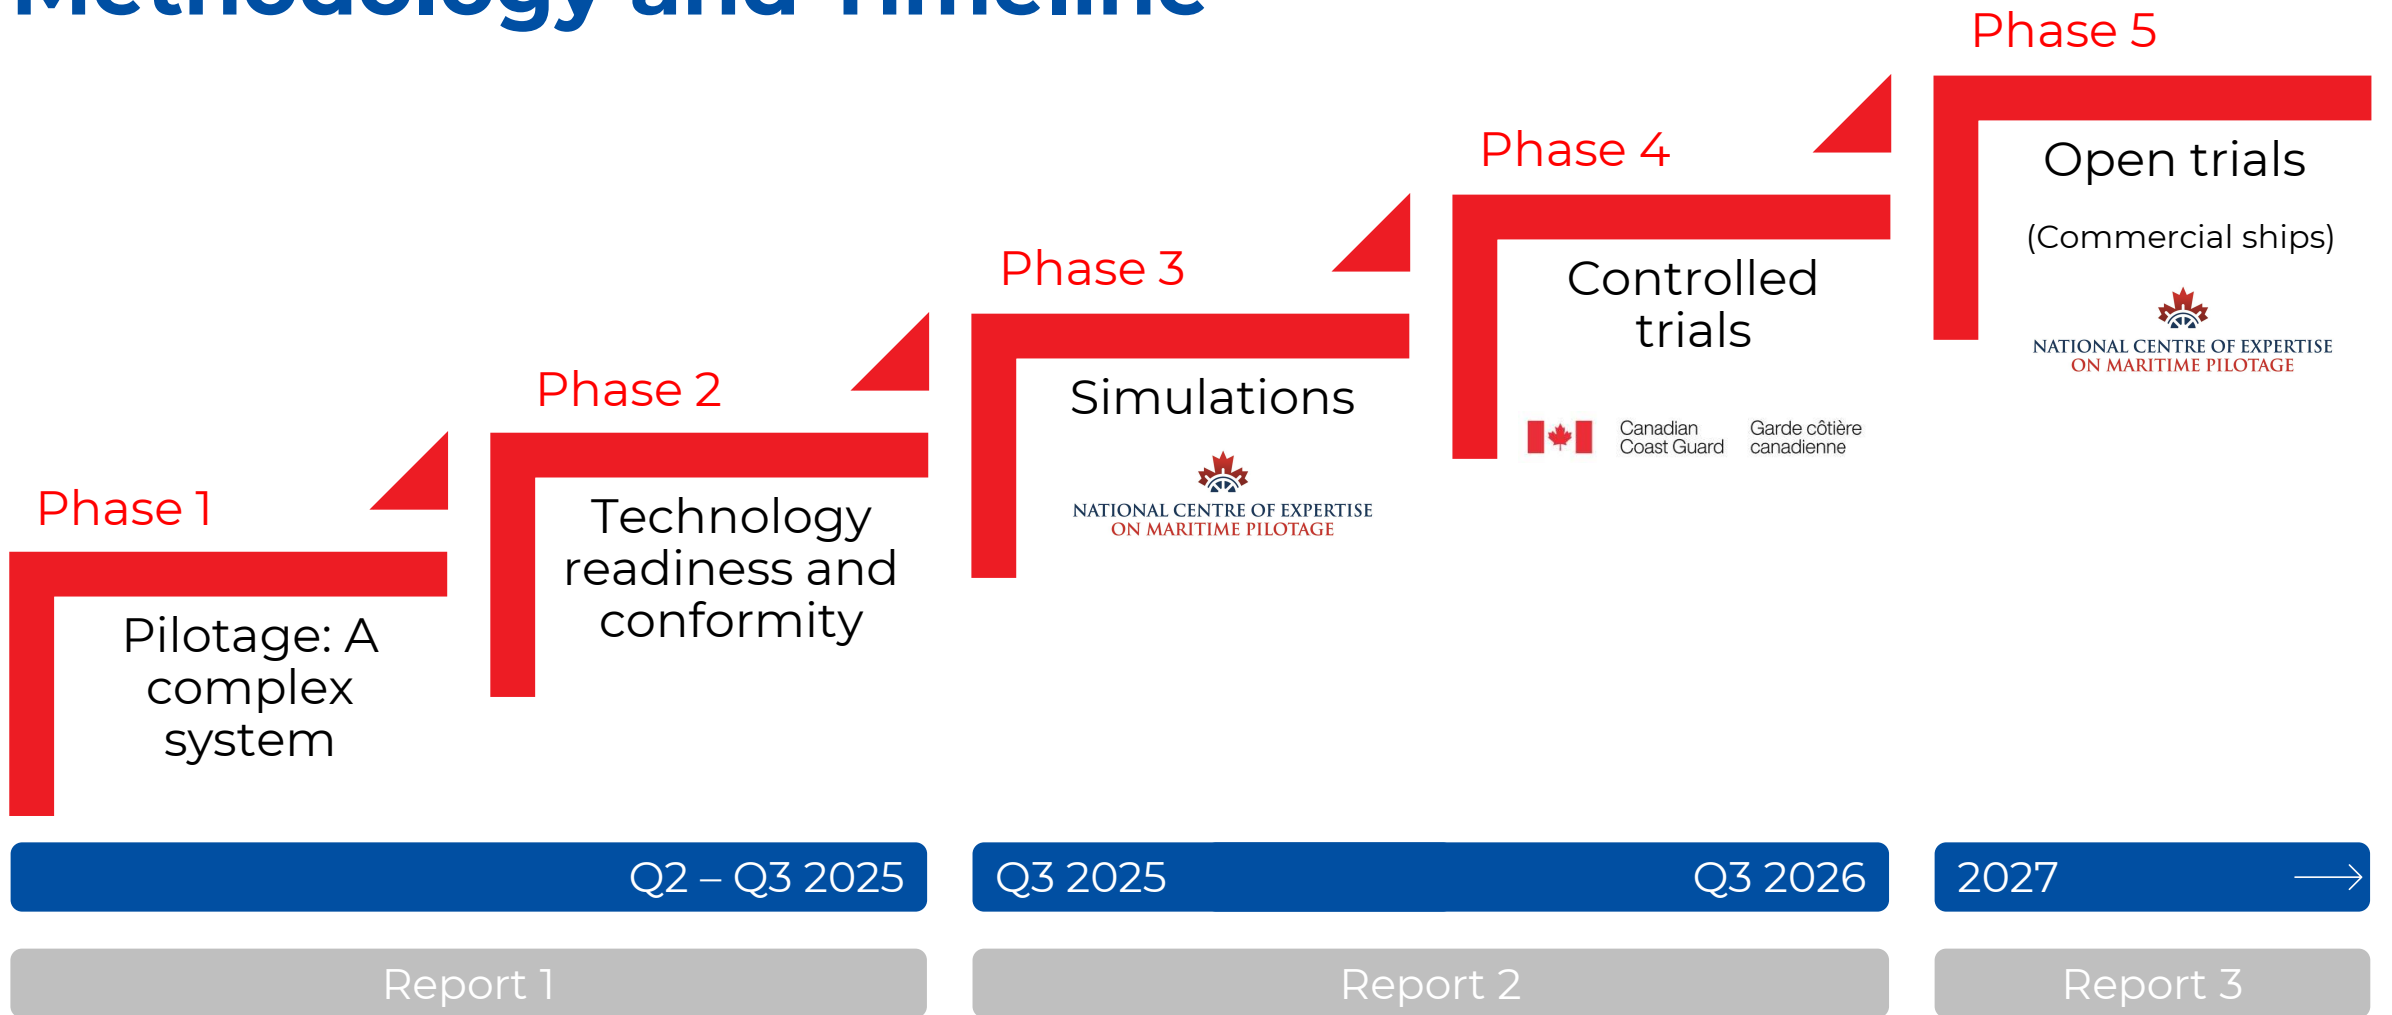 Methodology and Timeline
Phase 1
Pilotage: A
complex
system
Phase 2
Technology
readiness and
conformity
Phase 3
Simulations
NATIONAL CENTRE OF EXPERTISE
ON MARITIME PILOTAGE
Phase 4
Controlled
trials
Canadian
Coast Guard
Garde côtière
canadienne
Phase 5
Open trials
(Commercial ships)
NATIONAL CENTRE OF EXPERTISE
ON MARITIME PILOTAGE
Q2 – Q3 2025
Q3 2025
Q3 2026
2027
Report 1
Report 2
Report 3